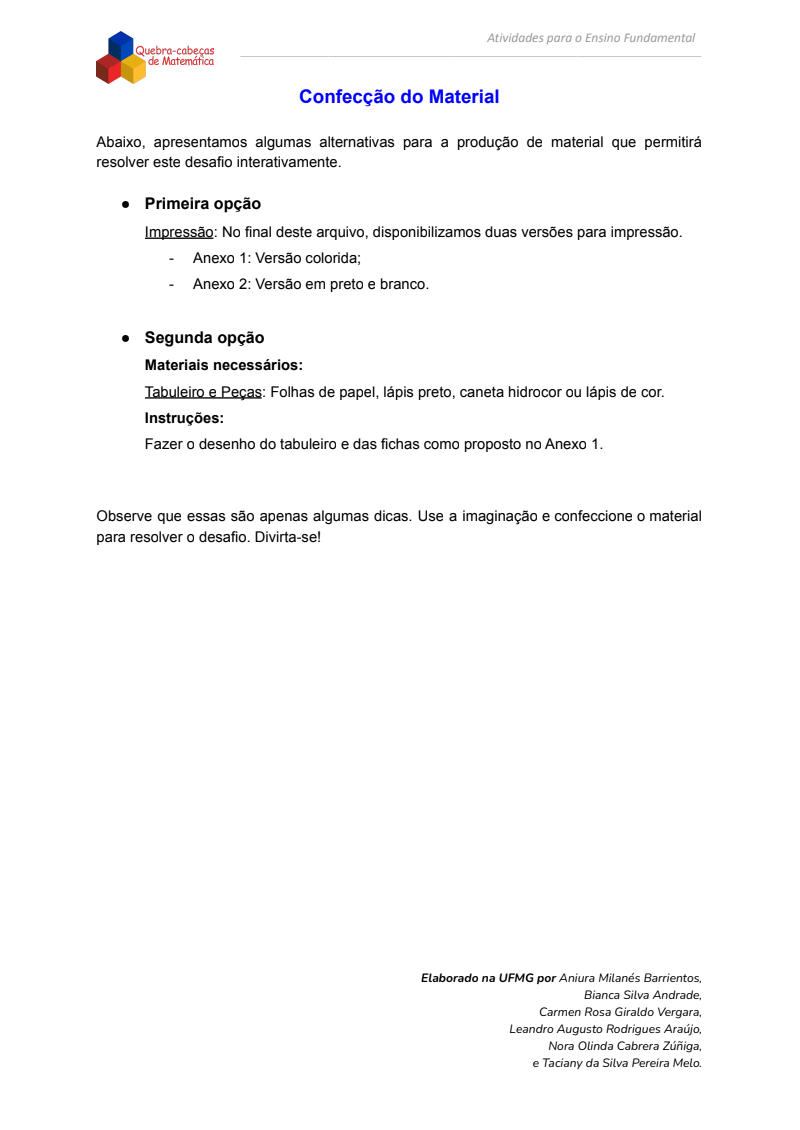 Quebra-cabeças
de Matemática
Atividades para o Ensino Fundamental
Confecção do Material
Abaixo, apresentamos algumas alternativas para a produção de material que permitirá
resolver este desafio interativamente.
● Primeira opção
Impressão: No final deste arquivo, disponibilizamos duas versões para impressão.
- Anexo 1: Versão colorida;
- Anexo 2: Versão em preto e branco.
● Segunda opção
Materiais necessários:
Tabuleiro e Peças: Folhas de papel, lápis preto, caneta hidrocor ou lápis de cor.
Instruções:
Fazer o desenho do tabuleiro e das fichas como proposto no Anexo 1.
Observe que essas são apenas algumas dicas. Use a imaginação e confeccione o material
para resolver o desafio. Divirta-se!
Elaborado na UFMG por Aniura Milanés Barrientos,
Bianca Silva Andrade,
Carmen Rosa Giraldo Vergara,
Leandro Augusto Rodrigues Araújo,
Nora Olinda Cabrera Zúñiga,
e Taciany da Silva Pereira Melo.